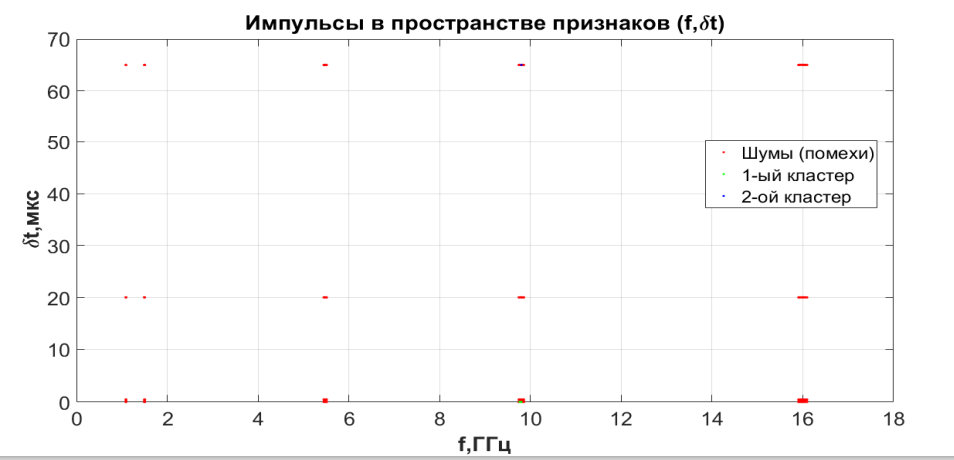 Импульсы в пространстве признаков (f,δt)
70
60
50
40
30
20
10
0
δt,мкс
Шумы (помехи)
1-ый кластер
2-ой кластер
0 2 4 6 8 10 12 14 16 18
f,ГГц